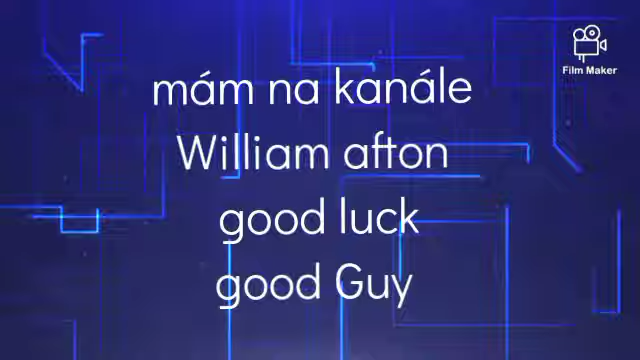 Film Maker
mám na kanále
William afton
good luck
good Guy